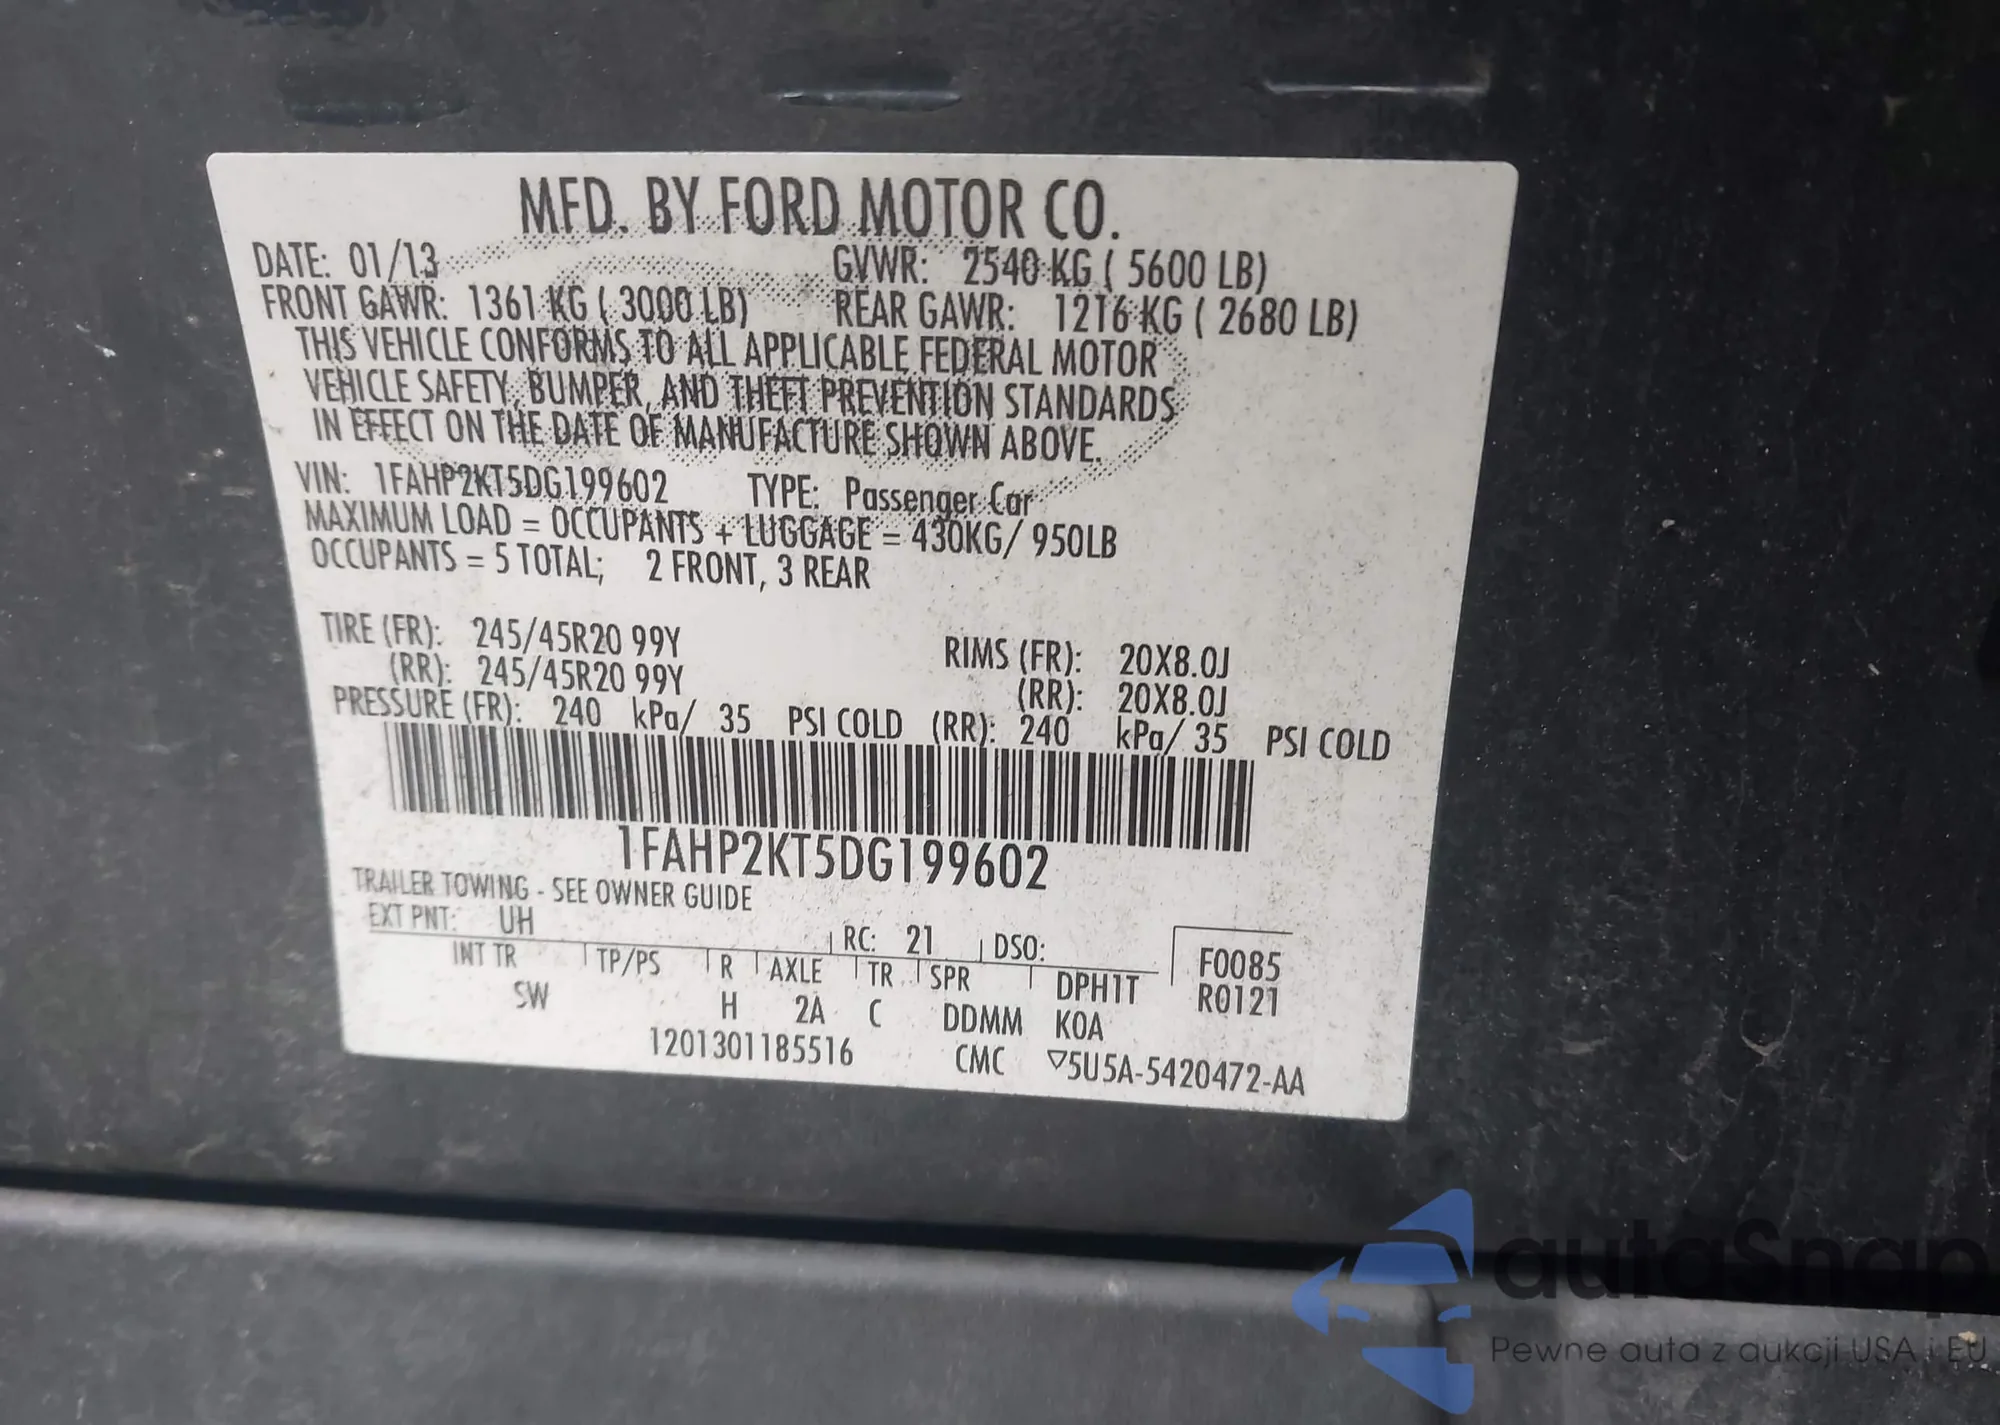 MFD. BY FORD MOTOR CO.
DATE: 01/13 GVWR: 2540 KG ( 5600 LB)
FRONT GAWR: 1361 KG ( 3000 LB) REAR GAWR: 1216 KG ( 2680 LB)
THIS VEHICLE CONFORMS TO ALL APPLICABLE FEDERAL MOTOR
VEHICLE SAFETY, BUMPER, AND THEFT PREVENTION STANDARDS
IN EFFECT ON THE DATE OF MANUFACTURE SHOWN ABOVE.
VIN: 1FAHP2KT5DG199602 TYPE: Passenger Car
MAXIMUM LOAD = OCCUPANTS + LUGGAGE = 430KG/ 950LB
OCCUPANTS = 5 TOTAL; 2 FRONT, 3 REAR
TIRE (FR): 245/45R20 99Y RIMS (FR): 20X8.0J
(RR): 245/45R20 99Y (RR): 20X8.0J
PRESSURE (FR): 240 kPa/ 35 PSI COLD (RR): 240 kPa/ 35 PSI COLD
1FAHP2KT5DG199602
TRAILER TOWING - SEE OWNER GUIDE
EXT PNT: UH RC: 21 DSO: F0085
INT TR TP/PS R AXLE TR SPR DPH1T R0121
SW H 2A C DDMM K0A
1201301185516 CMC ▽5U5A-5420472-AA
autoSnap
Pewne auta z aukcji USA i EU